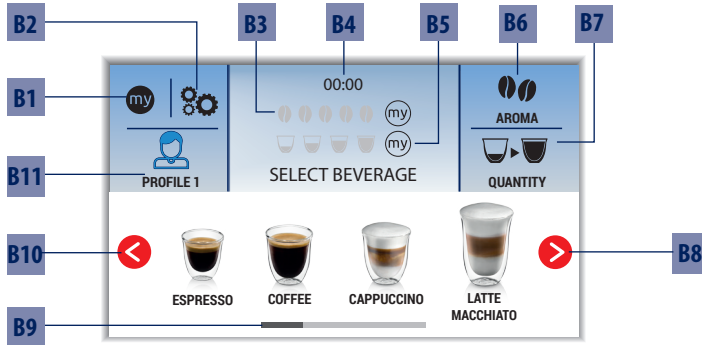 B2
B3
B4
B5
B6
B7
B1
my
00:00
my
AROMA
my
B11
PROFILE 1
SELECT BEVERAGE
QUANTITY
B10
B8
ESPRESSO
COFFEE
CAPPUCCINO
LATTE
MACCHIATO
B9